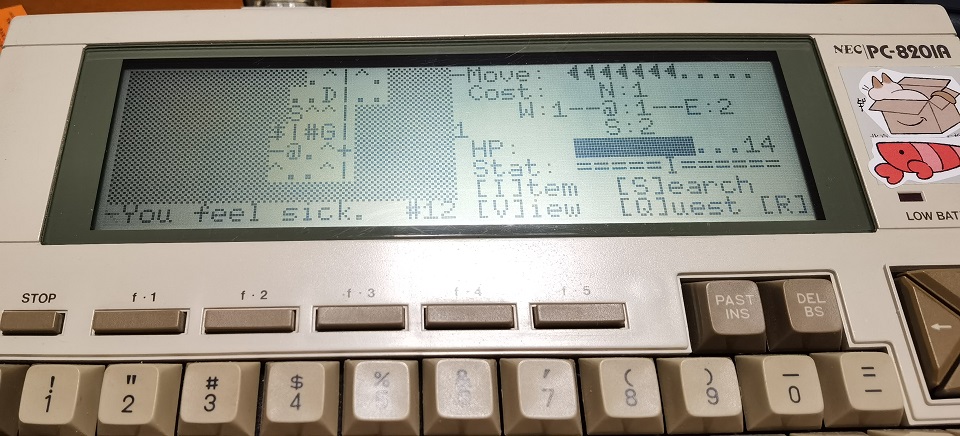 NEC PC-8201A
..^|^.
-Move: ◀◀◀◀◀◀◀.....
..D|..
Cost: N:1
S^^|
W:1--@:1--E:2
$|#G| 1
S:2
-@.^+
HP: ...14
^..^|
Stat: =====I=====
[I]tem [S]earch
-You feel sick. #12 [V]iew [Q]uest [R]
LOW BAT
STOP f·1 f·2 f·3 f·4 f·5
PAST INS
DEL BS
←
! " # $ % & ' ( ) _ =
1 2 3 4 5 6 7 8 9 0 -